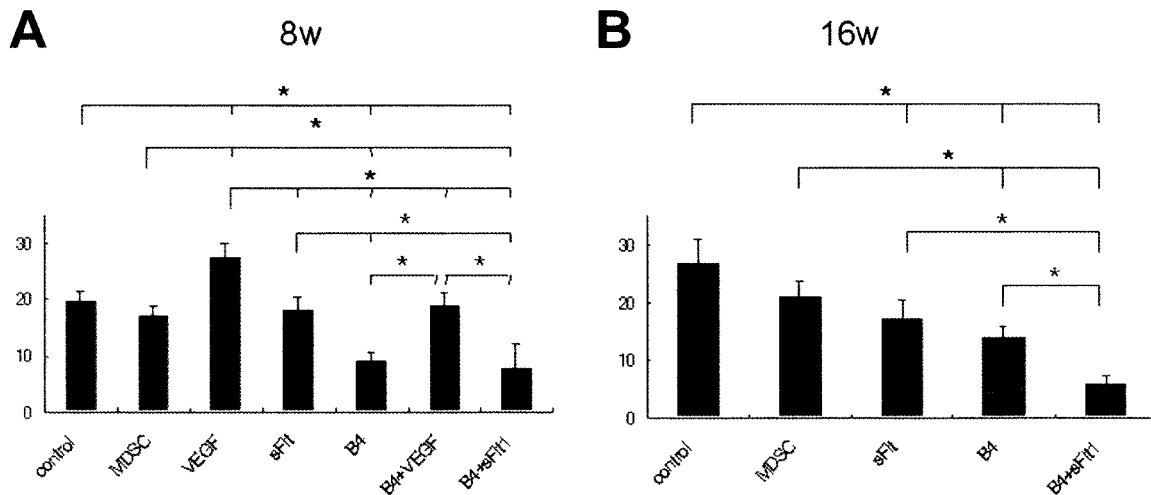 A
8w
*
*
*
*
*
*
30
20
10
0
control
MDSC
VEGF
sFlt
B4
B4+VEGF
B4+sFlt1
B
16w
*
*
*
*
30
20
10
0
control
MDSC
sFlt
B4
B4+sFlt1